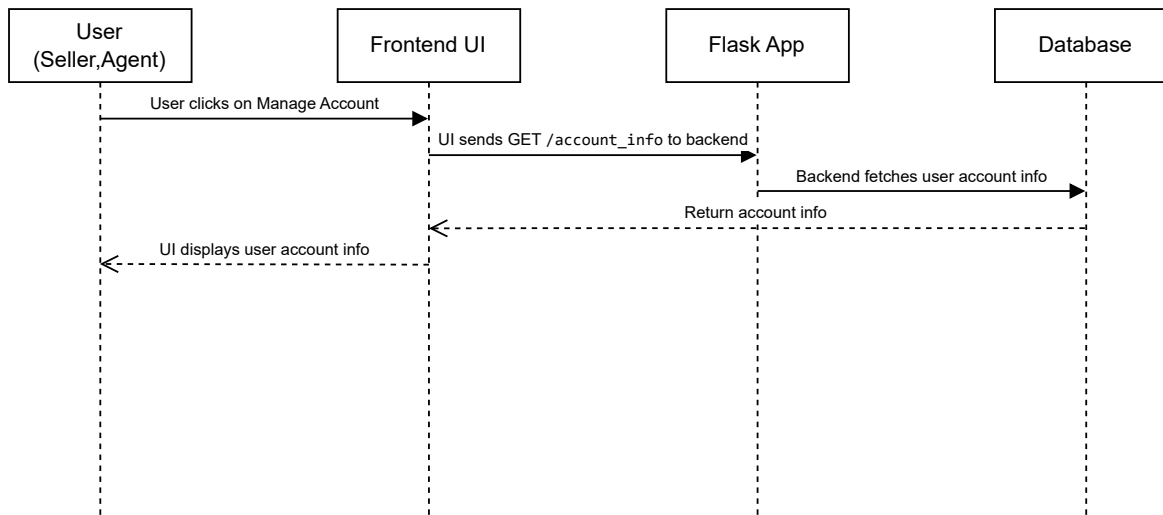 User
(Seller,Agent)
Frontend UI
Flask App
Database
User clicks on Manage Account
UI sends GET /account_info to backend
Backend fetches user account info
Return account info
UI displays user account info